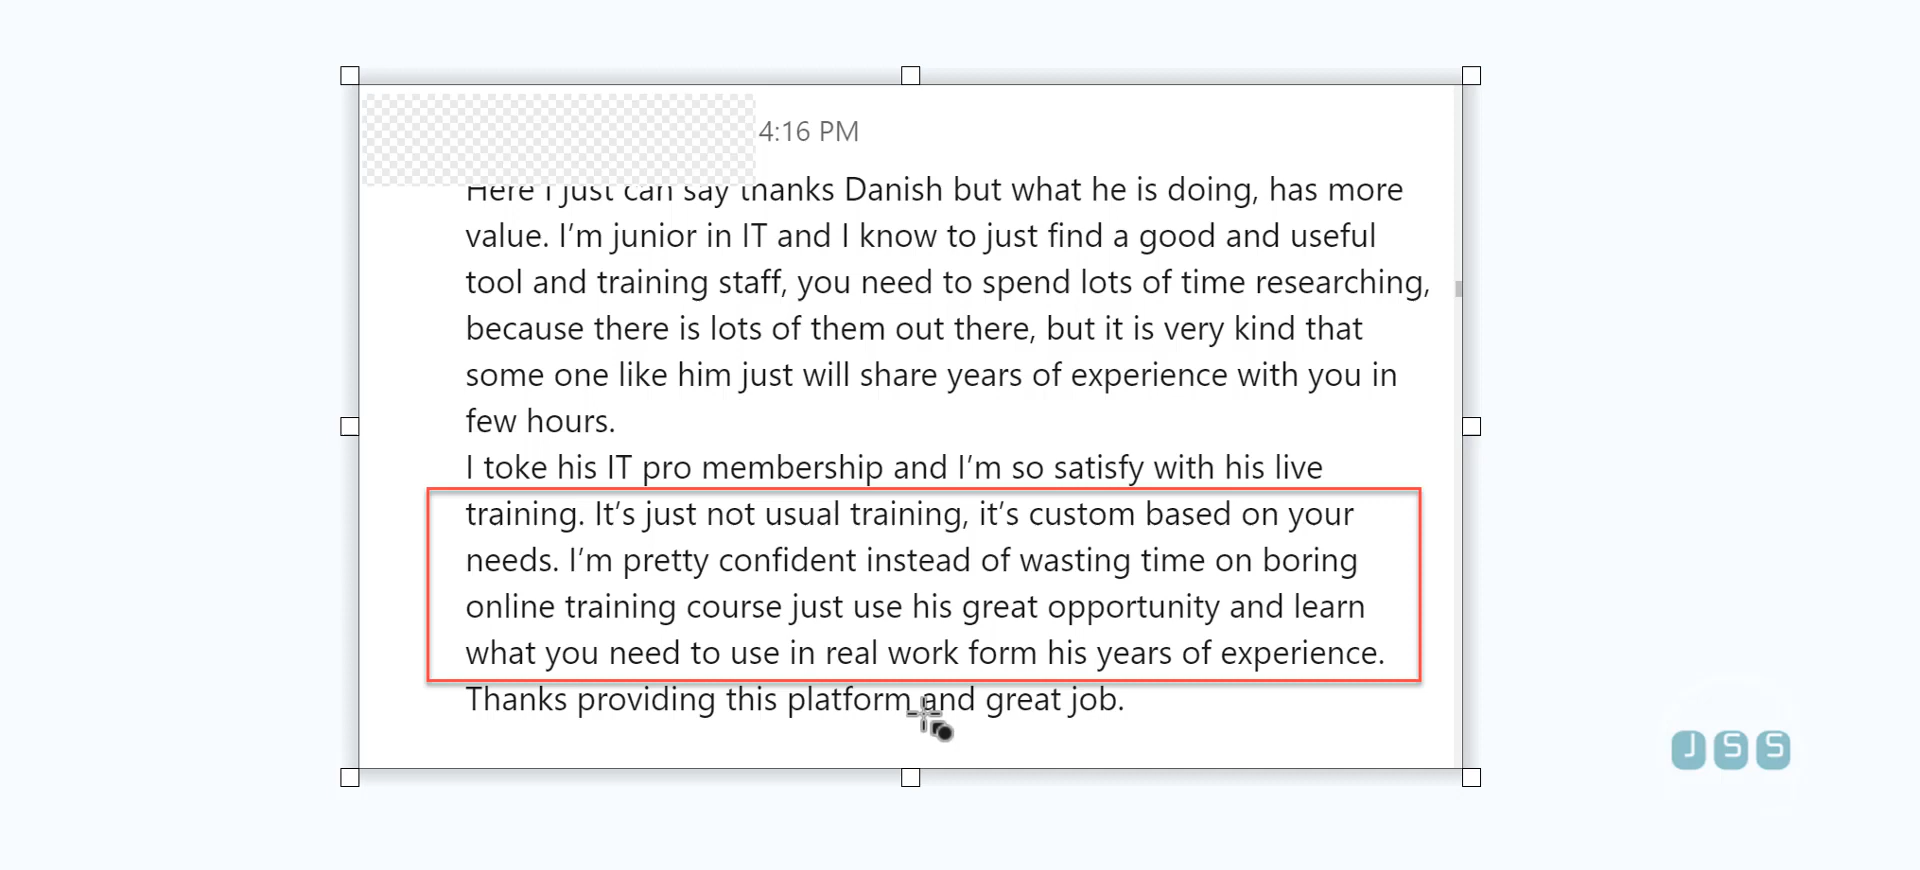 4:16 PM
Here I just can say thanks Danish but what he is doing, has more
value. I’m junior in IT and I know to just find a good and useful
tool and training staff, you need to spend lots of time researching,
because there is lots of them out there, but it is very kind that
some one like him just will share years of experience with you in
few hours.
I toke his IT pro membership and I’m so satisfy with his live
training. It’s just not usual training, it’s custom based on your
needs. I’m pretty confident instead of wasting time on boring
online training course just use his great opportunity and learn
what you need to use in real work form his years of experience.
Thanks providing this platform and great job.
JSS